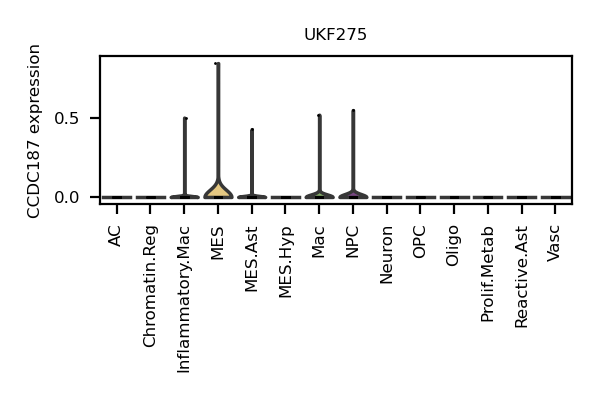 UKF275
CCDC187 expression
0.5
0.0
AC
Chromatin.Reg
Inflammatory.Mac
MES
MES.Ast
MES.Hyp
Mac
NPC
Neuron
OPC
Oligo
Prolif.Metab
Reactive.Ast
Vasc